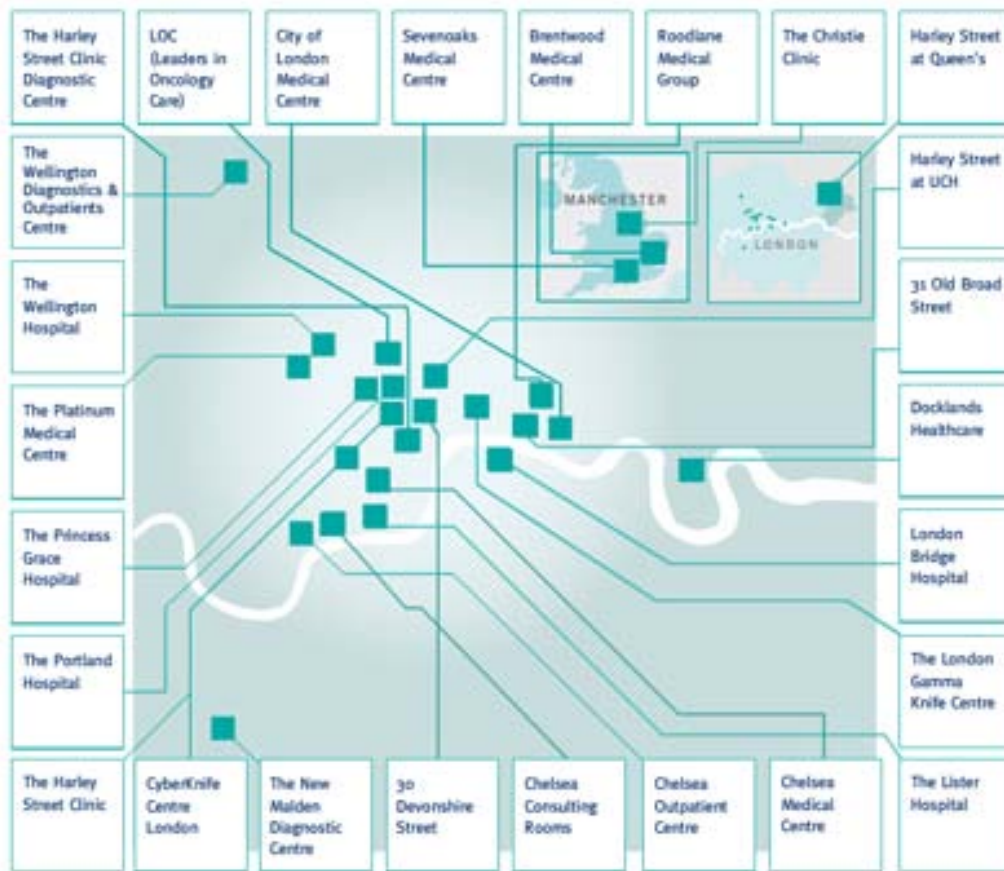 The Harley
Street Clinic
Diagnostic
Centre
LOC
(Leaders in
Oncology
Care)
City of
London
Medical
Centre
Sevenoaks
Medical
Centre
Brentwood
Medical
Centre
Roodlane
Medical
Group
The Christie
Clinic
Harley Street
at Queen's
The
Wellington
Diagnostics &
Outpatients
Centre
MANCHESTER
LONDON
Harley Street
at UCH
The
Wellington
Hospital
31 Old Broad
Street
The Platinum
Medical
Centre
Docklands
Healthcare
The Princess
Grace
Hospital
London
Bridge
Hospital
The Portland
Hospital
The London
Gamma
Knife Centre
The Harley
Street Clinic
CyberKnife
Centre
London
The New
Malden
Diagnostic
Centre
30
Devonshire
Street
Chelsea
Consulting
Rooms
Chelsea
Outpatient
Centre
Chelsea
Medical
Centre
The Lister
Hospital